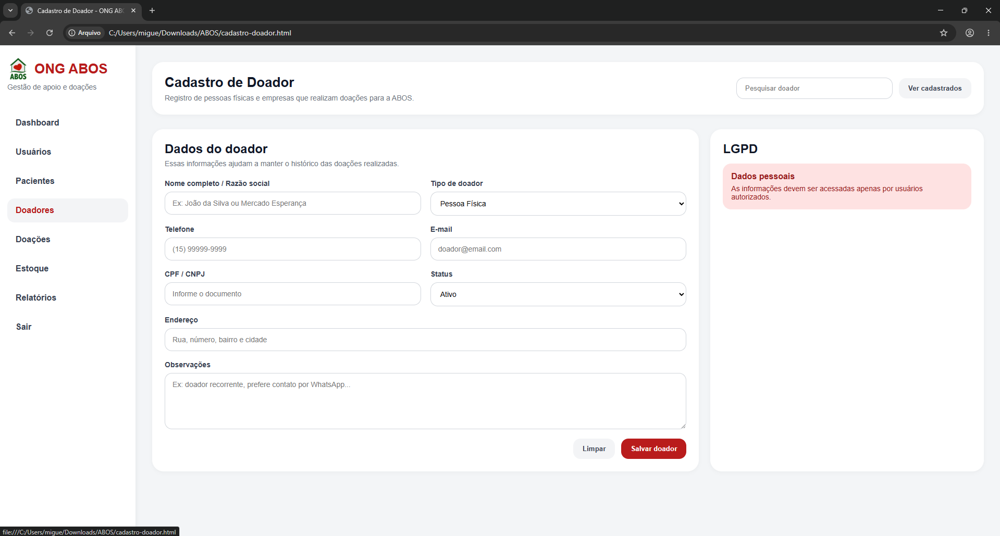 Cadastro de Doador - ONG AB
Arquivo
C:/Users/migue/Downloads/ABOS/cadastro-doador.html
ABOS
ONG ABOS
Gestão de apoio e doações
Dashboard
Usuários
Pacientes
Doadores
Doações
Estoque
Relatórios
Sair
Cadastro de Doador
Registro de pessoas físicas e empresas que realizam doações para a ABOS.
Pesquisar doador
Ver cadastrados
Dados do doador
Essas informações ajudam a manter o histórico das doações realizadas.
Nome completo / Razão social
Ex: João da Silva ou Mercado Esperança
Tipo de doador
Pessoa Física
Telefone
(15) 99999-9999
E-mail
doador@email.com
CPF / CNPJ
Informe o documento
Status
Ativo
Endereço
Rua, número, bairro e cidade
Observações
Ex: doador recorrente, prefere contato por WhatsApp...
Limpar
Salvar doador
LGPD
Dados pessoais
As informações devem ser acessadas apenas por usuários
autorizados.
file:///C:/Users/migue/Downloads/ABOS/cadastro-doador.html